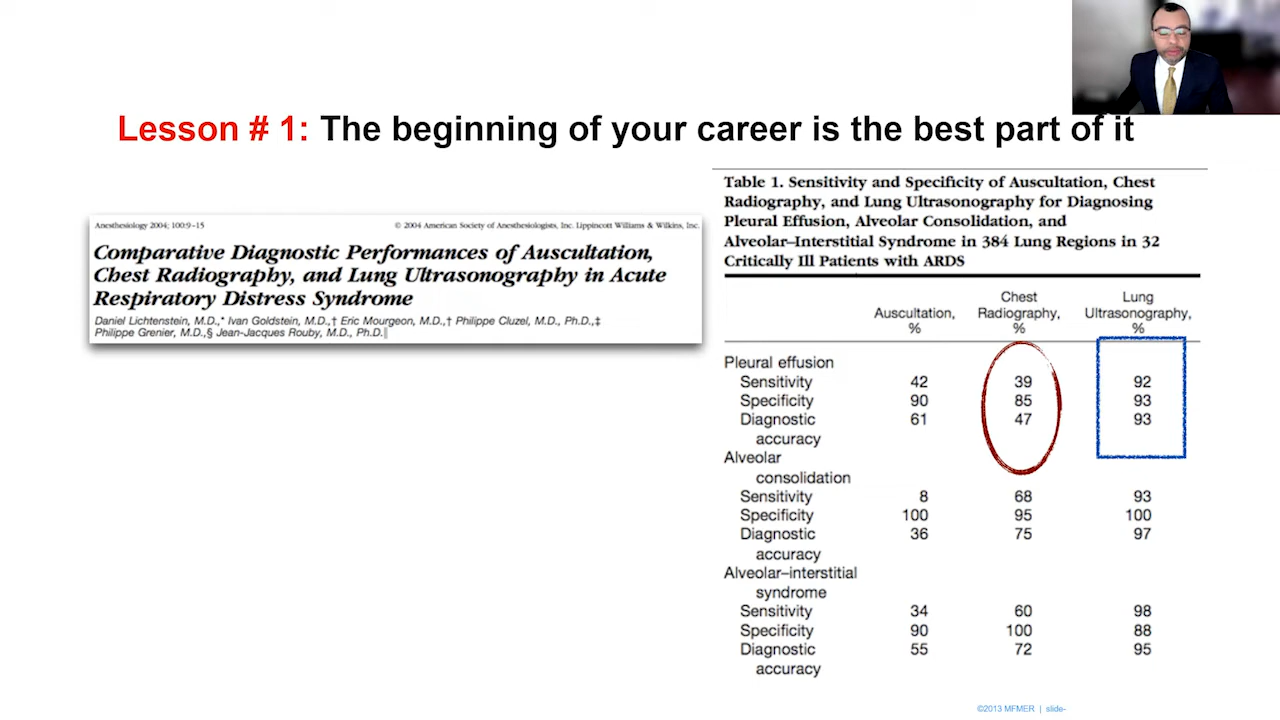 Lesson # 1: The beginning of your career is the best part of it
Anesthesiology 2004; 100:9–15
© 2004 American Society of Anesthesiologists, Inc. Lippincott Williams & Wilkins, Inc.
Comparative Diagnostic Performances of Auscultation,
Chest Radiography, and Lung Ultrasonography in Acute
Respiratory Distress Syndrome
Daniel Lichtenstein, M.D.,* Ivan Goldstein, M.D.,† Eric Mourgeon, M.D.,† Philippe Cluzel, M.D., Ph.D.,‡
Philippe Grenier, M.D.,§ Jean-Jacques Rouby, M.D., Ph.D.||
Table 1. Sensitivity and Specificity of Auscultation, Chest
Radiography, and Lung Ultrasonography for Diagnosing
Pleural Effusion, Alveolar Consolidation, and
Alveolar–Interstitial Syndrome in 384 Lung Regions in 32
Critically Ill Patients with ARDS
Auscultation, %
Chest Radiography, %
Lung Ultrasonography, %
Pleural effusion
Sensitivity 42 39 92
Specificity 90 85 93
Diagnostic 61 47 93
accuracy
Alveolar
consolidation
Sensitivity 8 68 93
Specificity 100 95 100
Diagnostic 36 75 97
accuracy
Alveolar–interstitial
syndrome
Sensitivity 34 60 98
Specificity 90 100 88
Diagnostic 55 72 95
accuracy
©2013 MFMER | slide-